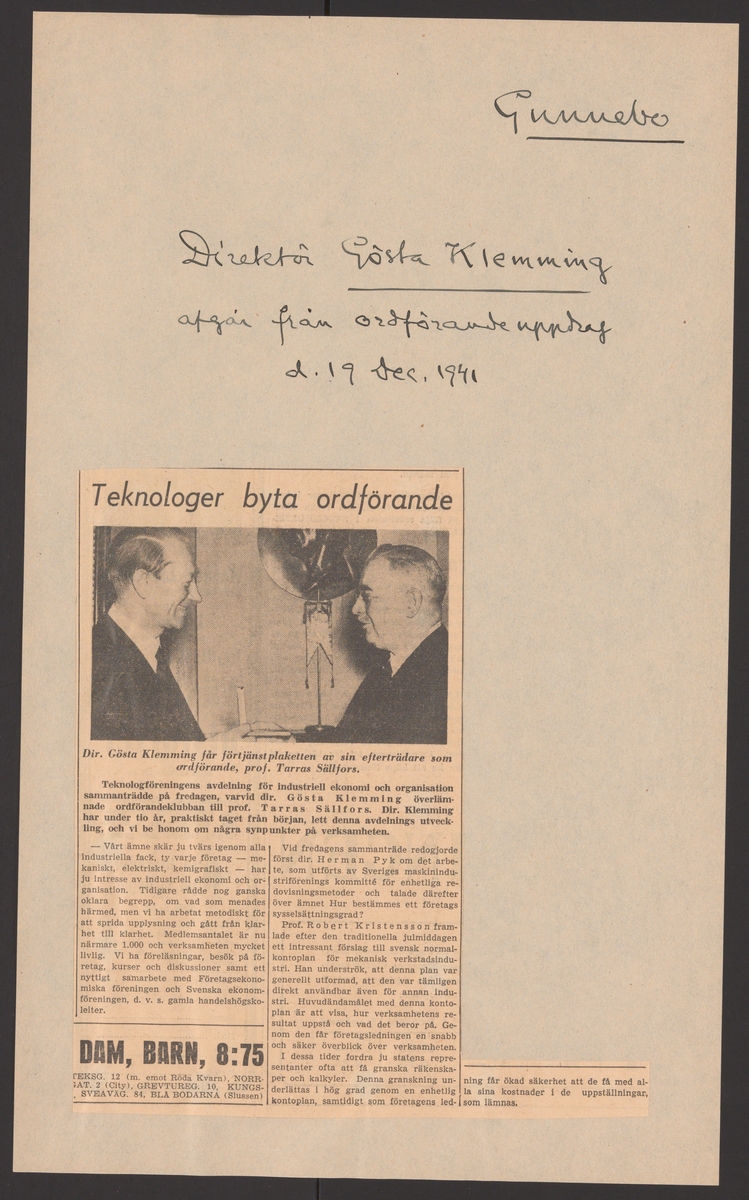 Gunnebo
Direktör Gösta Klemming
afgår från ordförandeuppdrag
d. 19 Dec. 1941
Teknologer byta ordförande
Dir. Gösta Klemming får förtjänstplaketten av sin efterträdare som
ordförande, prof. Tarras Sällfors.
Teknologföreningens avdelning för industriell ekonomi och organisation
sammanträdde på fredagen, varvid dir. Gösta Klemming överläm-
nade ordförandeklubban till prof. Tarras Sällfors. Dir. Klemming
har under tio år, praktiskt taget från början, lett denna avdelnings utveck-
ling, och vi be honom om några synpunkter på verksamheten.
— Vårt ämne skär ju tvärs igenom alla
industriella fack, ty varje företag — me-
kaniskt, elektriskt, kemigrafiskt — har
ju intresse av industriell ekonomi och or-
ganisation. Tidigare rådde nog ganska
oklara begrepp, om vad som menades
härmed, men vi ha arbetat metodiskt för
att sprida upplysning och gått från klar-
het till klarhet. Medlemsantalet är nu
närmare 1.000 och verksamheten mycket
livlig. Vi ha föreläsningar, besök på fö-
retag, kurser och diskussioner samt ett
nyttigt samarbete med Företagsekono-
miska föreningen och Svenska ekonom-
föreningen, d. v. s. gamla handelshögsko-
leiter.
DAM, BARN, 8:75
TEKSG. 12 (m. emot Röda Kvarn), NORR-
GAT. 2 (City), GREVTUREG. 10, KUNGS-
. SVEAVÄG. 84, BLÅ BODARNA (Slussen)
Vid fredagens sammanträde redogjorde
först dir. Herman Pyk om det arbe-
te, som utförts av Sveriges maskinindu-
striförenings kommitté för enhetliga re-
dovisningsmetoder och talade därefter
över ämnet Hur bestämmes ett företags
sysselsättningsgrad?
Prof. Robert Kristensson fram-
lade efter den traditionella julmiddagen
ett intressant förslag till svensk normal-
kontoplan för mekanisk verkstadsindu-
stri. Han underströk, att denna plan var
generellt utformad, att den var tämligen
direkt användbar även för annan indu-
stri. Huvudändamålet med denna konto-
plan är att visa, hur verksamhetens re-
sultat uppstå och vad det beror på. Ge-
nom den får företagsledningen en snabb
och säker överblick över verksamheten.
I dessa tider fordra ju statens repre-
sentanter ofta att få granska räkenska-
per och kalkyler. Denna granskning un-
derlättas i hög grad genom en enhetlig
kontoplan, samtidigt som företagens led-
ning får ökad säkerhet att de få med al-
la sina kostnader i de uppställningar,
som lämnas.